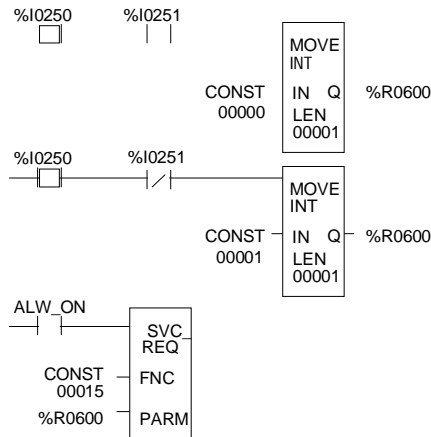 %I0250 %I0251
MOVE
INT
CONST IN Q %R0600
00000 LEN
00001
%I0250 %I0251
MOVE
INT
CONST IN Q %R0600
00001 LEN
00001
ALW_ON
SVC_
REQ
CONST FNC
00015
%R0600 PARM